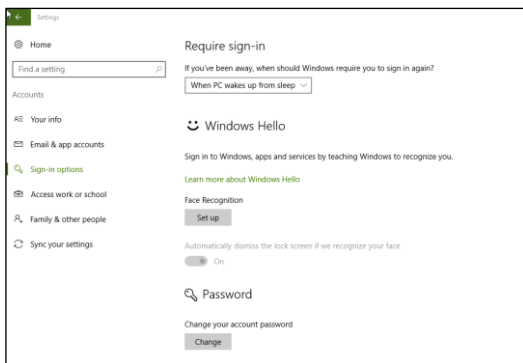 Settings
Home
Find a setting
Accounts
Your info
Email & app accounts
Sign-in options
Access work or school
Family & other people
Sync your settings
Require sign-in
If you've been away, when should Windows require you to sign in again?
When PC wakes up from sleep
Windows Hello
Sign in to Windows, apps and services by teaching Windows to recognize you.
Learn more about Windows Hello
Face Recognition
Set up
Automatically dismiss the lock screen if we recognize your face
On
Password
Change your account password
Change